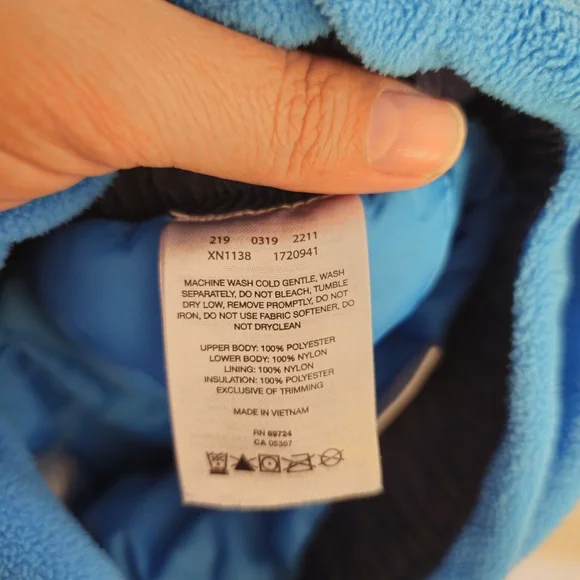 219 0319 2211
XN1138 1720941
MACHINE WASH COLD GENTLE, WASH
SEPARATELY, DO NOT BLEACH, TUMBLE
DRY LOW, REMOVE PROMPTLY, DO NOT
IRON, DO NOT USE FABRIC SOFTENER, DO
NOT DRYCLEAN
UPPER BODY: 100% POLYESTER
LOWER BODY: 100% NYLON
LINING: 100% NYLON
INSULATION: 100% POLYESTER
EXCLUSIVE OF TRIMMING
MADE IN VIETNAM
RN 69724
CA 05367